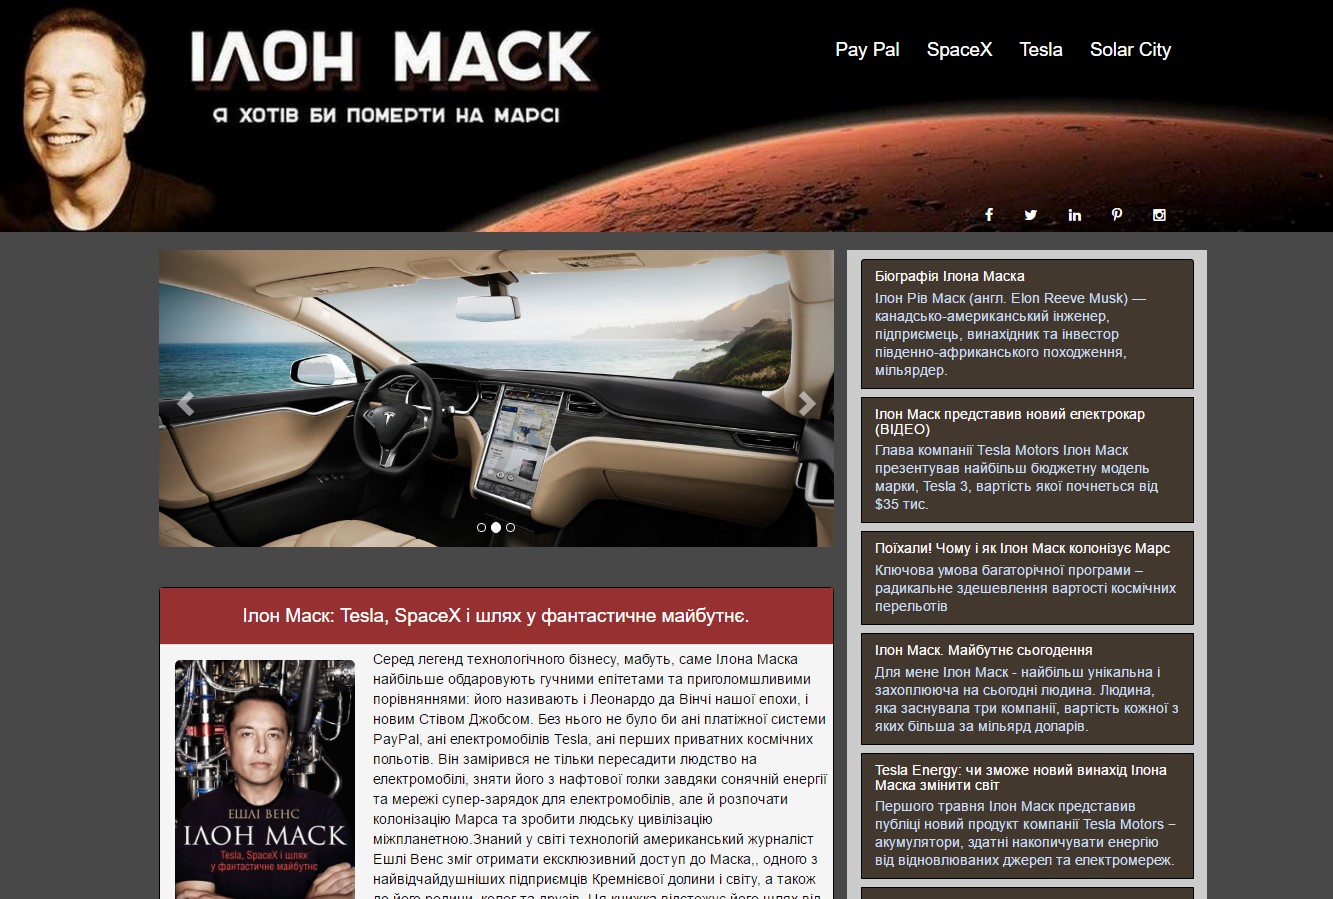 ІЛОН МАСК
Я ХОТІВ БИ ПОМЕРТИ НА МАРСІ
Pay Pal SpaceX Tesla Solar City
Біографія Ілона Маска
Ілон Рів Маск (англ. Elon Reeve Musk) —
канадсько-американський інженер,
підприємець, винахідник та інвестор
південно-африканського походження,
мільярдер.
Ілон Маск представив новий електрокар
(ВІДЕО)
Глава компанії Tesla Motors Ілон Маск
презентував найбільш бюджетну модель
марки, Tesla 3, вартість якої почнеться від
$35 тис.
Поїхали! Чому і як Ілон Маск колонізує Марс
Ключова умова багаторічної програми –
радикальне здешевлення вартості космічних
перельотів
Ілон Маск. Майбутнє сьогодення
Для мене Ілон Маск - найбільш унікальна і
захоплююча на сьогодні людина. Людина,
яка заснувала три компанії, вартість кожної з
яких більша за мільярд доларів.
Tesla Energy: чи зможе новий винахід Ілона
Маска змінити світ
Першого травня Ілон Маск представив
публіці новий продукт компанії Tesla Motors –
акумулятори, здатні накопичувати енергію
від відновлюваних джерел та електромереж.
Ілон Маск: Tesla, SpaceX і шлях у фантастичне майбутнє.
ЕШЛІ ВЕНС
ІЛОН МАСК
Tesla, SpaceX і шлях
у фантастичне майбутнє
Серед легенд технологічного бізнесу, мабуть, саме Ілона Маска
найбільше обдаровують гучними епітетами та приголомшливими
порівняннями: його називають і Леонардо да Вінчі нашої епохи, і
новим Стівом Джобсом. Без нього не було би ані платіжної системи
PayPal, ані електромобілів Tesla, ані перших приватних космічних
польотів. Він замірився не тільки пересадити людство на
електромобілі, зняти його з нафтової голки завдяки сонячній енергії
та мережі супер-зарядок для електромобілів, але й розпочати
колонізацію Марса та зробити людську цивілізацію
міжпланетною.Знаний у світі технологій американський журналіст
Ешлі Венс зміг отримати ексклюзивний доступ до Маска,, одного з
найвідчайдушніших підприємців Кремнієвої долини і світу, а також
до його родини, колег та друзів. Ця книжка відстежує його шлях від